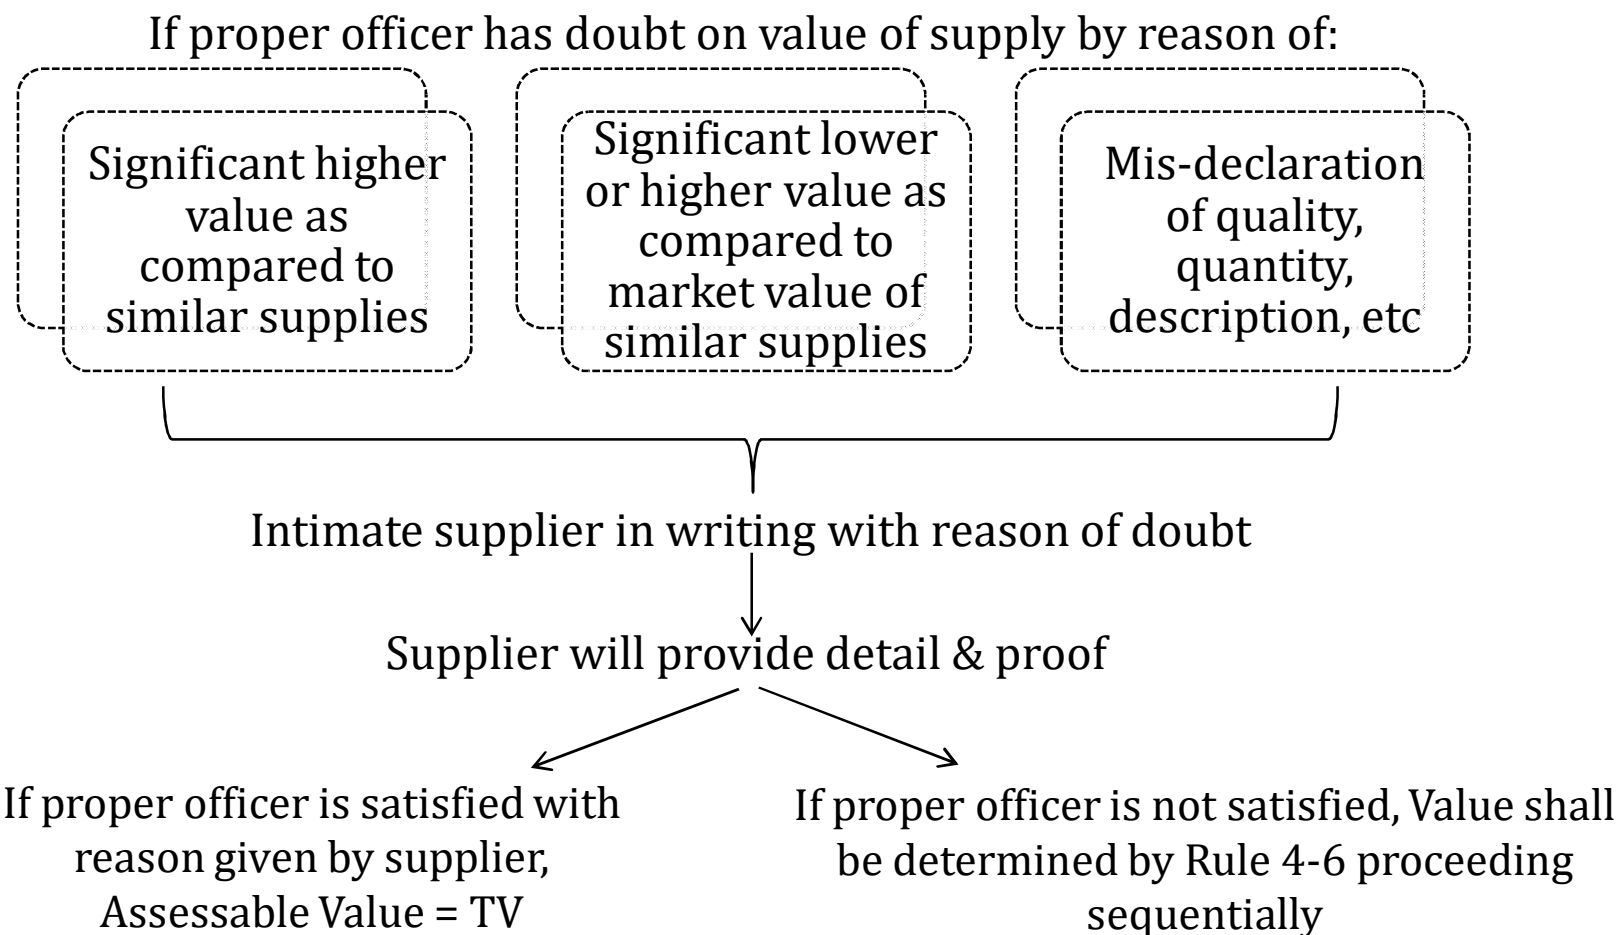 If proper officer has doubt on value of supply by reason of:
Significant higher
value as
compared to
similar supplies
Significant lower
or higher value as
compared to
market value of
similar supplies
Mis-declaration
of quality,
quantity,
description, etc
Intimate supplier in writing with reason of doubt
Supplier will provide detail & proof
If proper officer is satisfied with
reason given by supplier,
Assessable Value = TV
If proper officer is not satisfied, Value shall
be determined by Rule 4-6 proceeding
sequentially